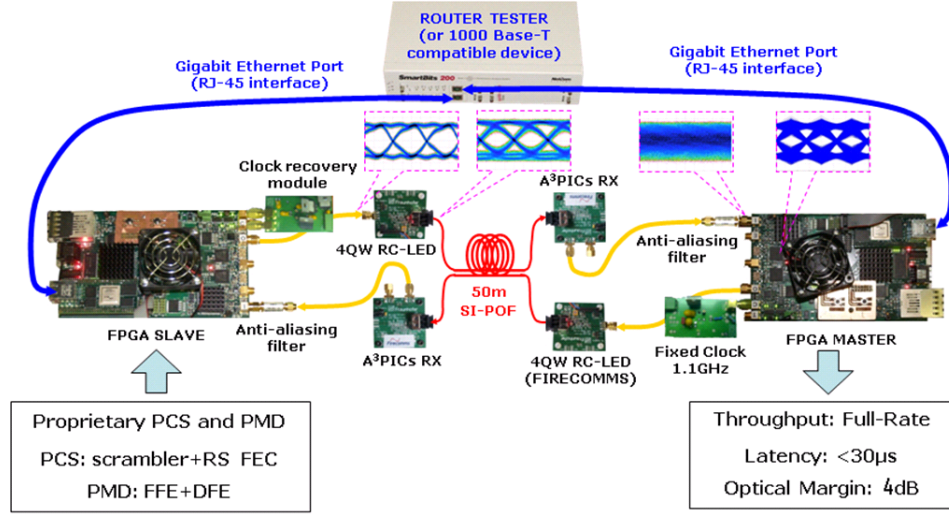 ROUTER TESTER
(or 1000 Base-T
compatible device)
SmartBits 200
Gigabit Ethernet Port
(RJ-45 interface)
Gigabit Ethernet Port
(RJ-45 interface)
Clock recovery
module
4QW RC-LED
A³PICs RX
Anti-aliasing
filter
50m
SI-POF
FPGA SLAVE
Anti-aliasing
filter
A³PICs RX
4QW RC-LED
(FIRECOMMS)
Fixed Clock
1.1GHz
FPGA MASTER
Proprietary PCS and PMD
PCS: scrambler+RS FEC
PMD: FFE+DFE
Throughput: Full-Rate
Latency: <30µs
Optical Margin: 4dB